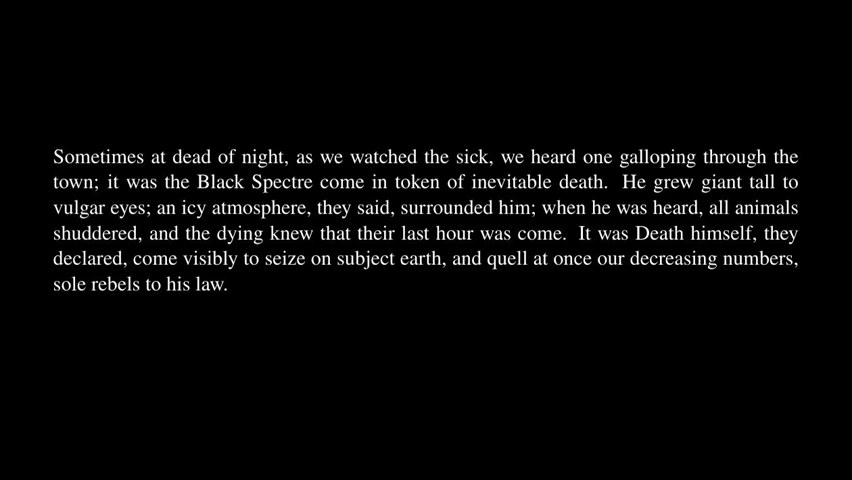 Sometimes at dead of night, as we watched the sick, we heard one galloping through the
town; it was the Black Spectre come in token of inevitable death. He grew giant tall to
vulgar eyes; an icy atmosphere, they said, surrounded him; when he was heard, all animals
shuddered, and the dying knew that their last hour was come. It was Death himself, they
declared, come visibly to seize on subject earth, and quell at once our decreasing numbers,
sole rebels to his law.